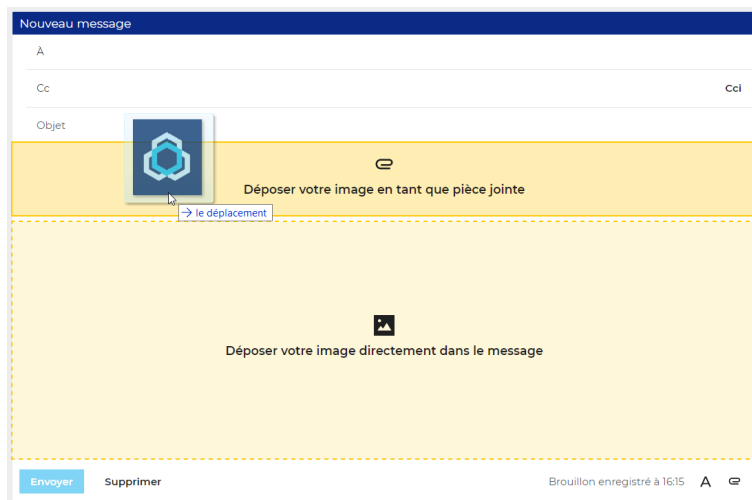 Nouveau message
À
Cc
Cci
Objet
Déposer votre image en tant que pièce jointe
→ le déplacement
Déposer votre image directement dans le message
Envoyer
Supprimer
Brouillon enregistré à 16:15
A